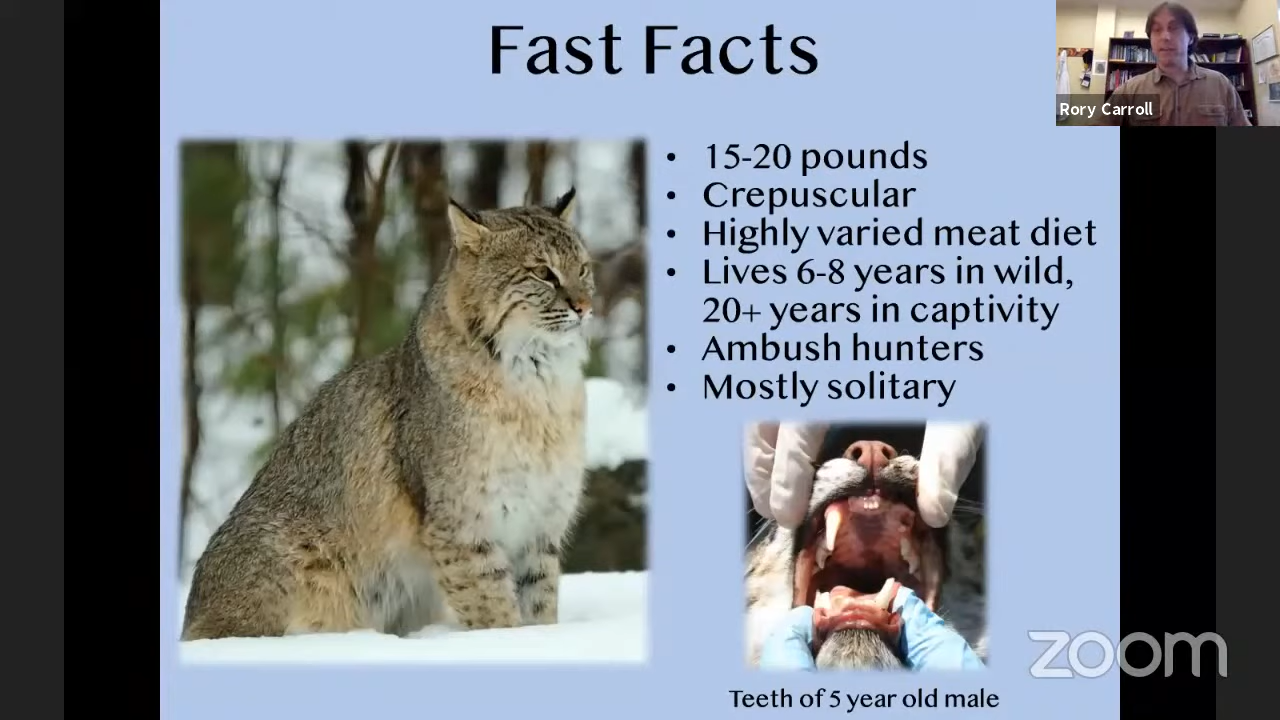 Fast Facts
Rory Carroll
• 15-20 pounds
• Crepuscular
• Highly varied meat diet
• Lives 6-8 years in wild,
20+ years in captivity
• Ambush hunters
• Mostly solitary
zoom
Teeth of 5 year old male